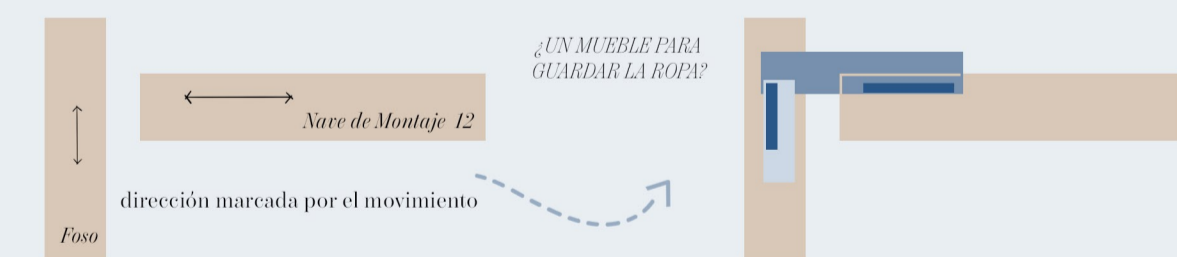 ¿UN MUEBLE PARA
GUARDAR LA ROPA?
Nave de Montaje 12
dirección marcada por el movimiento
Foso